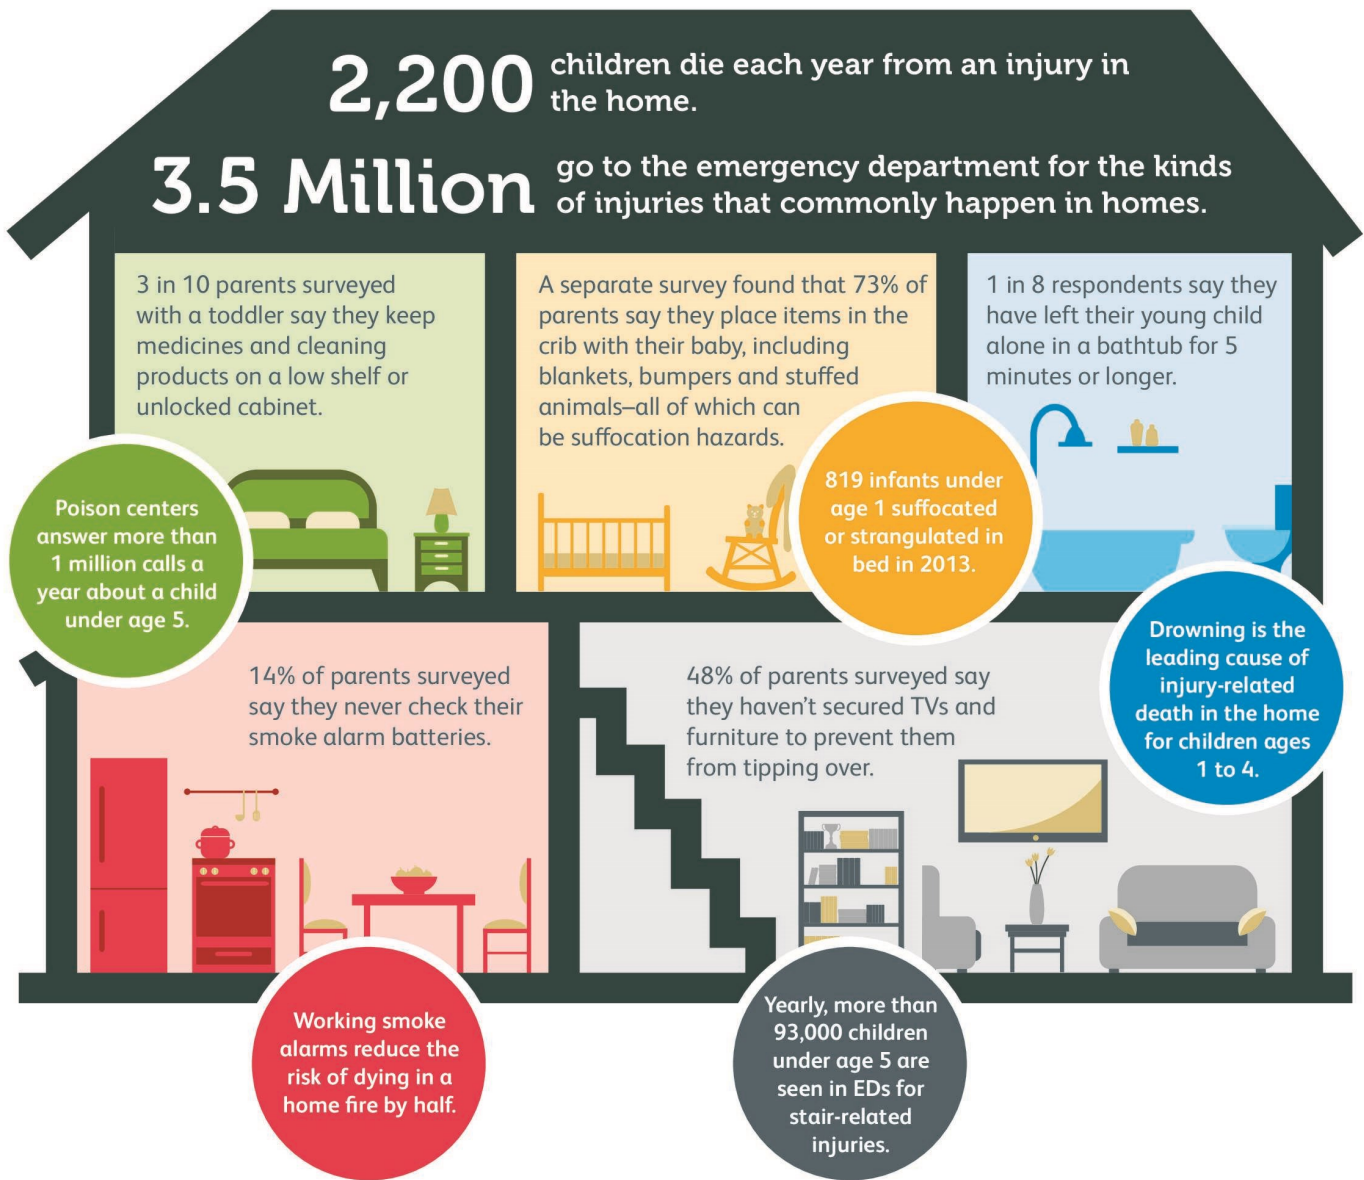 2,200 children die each year from an injury in
the home.
3.5 Million go to the emergency department for the kinds
of injuries that commonly happen in homes.
3 in 10 parents surveyed
with a toddler say they keep
medicines and cleaning
products on a low shelf or
unlocked cabinet.
Poison centers
answer more than
1 million calls a
year about a child
under age 5.
A separate survey found that 73% of
parents say they place items in the
crib with their baby, including
blankets, bumpers and stuffed
animals–all of which can
be suffocation hazards.
819 infants under
age 1 suffocated
or strangulated in
bed in 2013.
1 in 8 respondents say they
have left their young child
alone in a bathtub for 5
minutes or longer.
Drowning is the
leading cause of
injury-related
death in the home
for children ages
1 to 4.
14% of parents surveyed
say they never check their
smoke alarm batteries.
Working smoke
alarms reduce the
risk of dying in a
home fire by half.
48% of parents surveyed say
they haven’t secured TVs and
furniture to prevent them
from tipping over.
Yearly, more than
93,000 children
under age 5 are
seen in EDs for
stair-related
injuries.